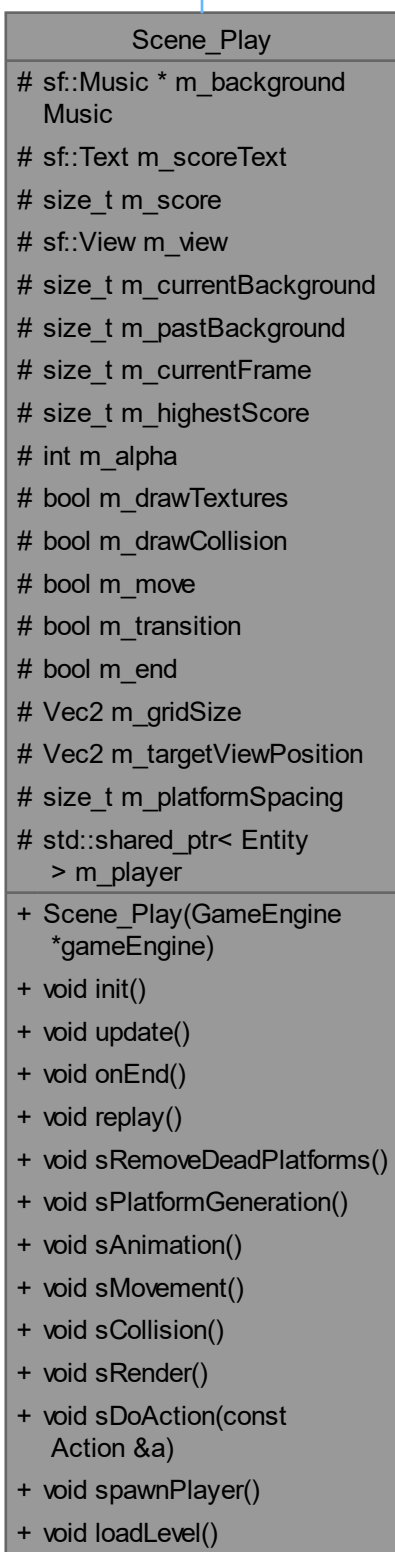 Scene_Play
# sf::Music * m_background
Music
# sf::Text m_scoreText
# size_t m_score
# sf::View m_view
# size_t m_currentBackground
# size_t m_pastBackground
# size_t m_currentFrame
# size_t m_highestScore
# int m_alpha
# bool m_drawTextures
# bool m_drawCollision
# bool m_move
# bool m_transition
# bool m_end
# Vec2 m_gridSize
# Vec2 m_targetViewPosition
# size_t m_platformSpacing
# std::shared_ptr< Entity
> m_player
+ Scene_Play(GameEngine
*gameEngine)
+ void init()
+ void update()
+ void onEnd()
+ void replay()
+ void sRemoveDeadPlatforms()
+ void sPlatformGeneration()
+ void sAnimation()
+ void sMovement()
+ void sCollision()
+ void sRender()
+ void sDoAction(const
Action &a)
+ void spawnPlayer()
+ void loadLevel()